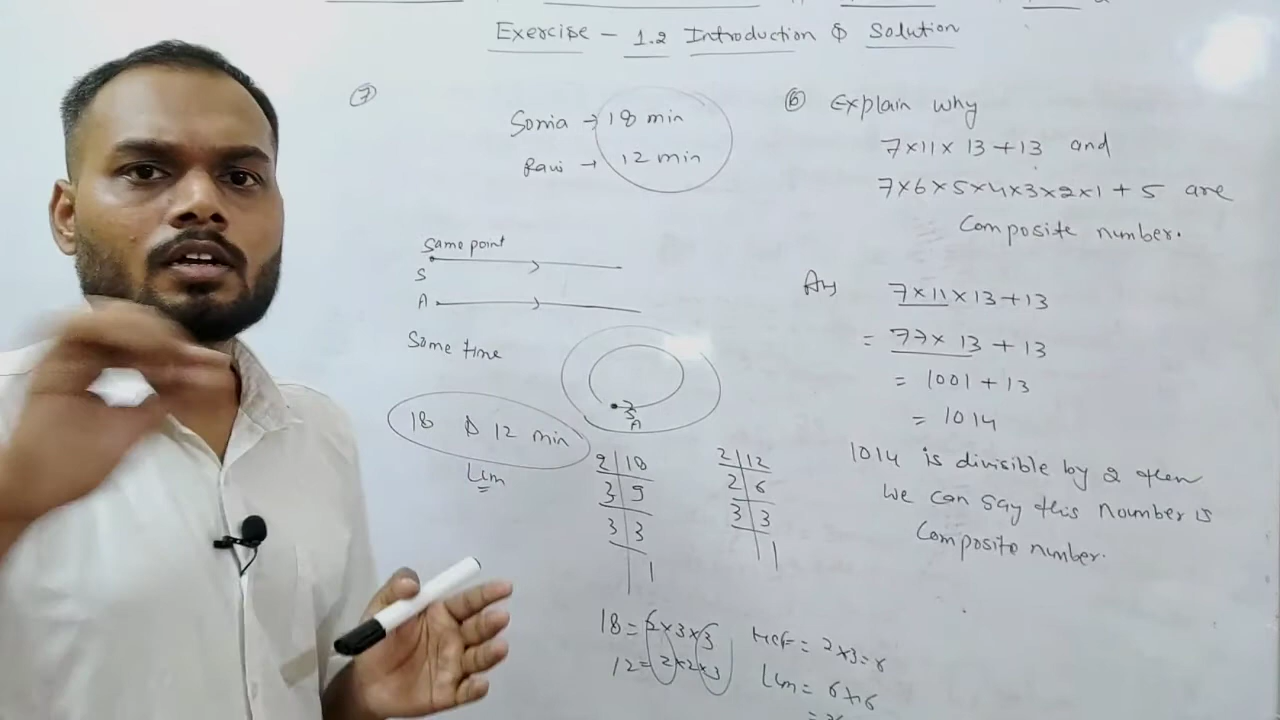 Exercise - 1.2 Introduction & Solution
⑦
Sonia → 18 min
Ravi → 12 min
Same point
S
A
Same time
S
A
18 & 12 min
Lcm
2 | 18
3 | 9
3 | 3
| 1
2 | 12
2 | 6
3 | 3
| 1
18 = 2×3×3
12 = 2×2×3
HCF = 2×3=6
Lcm = 6×6
⑥ Explain why
7×11×13+13 and
7×6×5×4×3×2×1+5 are
Composite number.
Ans 7×11×13+13
= 77×13+13
= 1001+13
= 1014
1014 is divisible by 2 then
we can say this number is
Composite number.